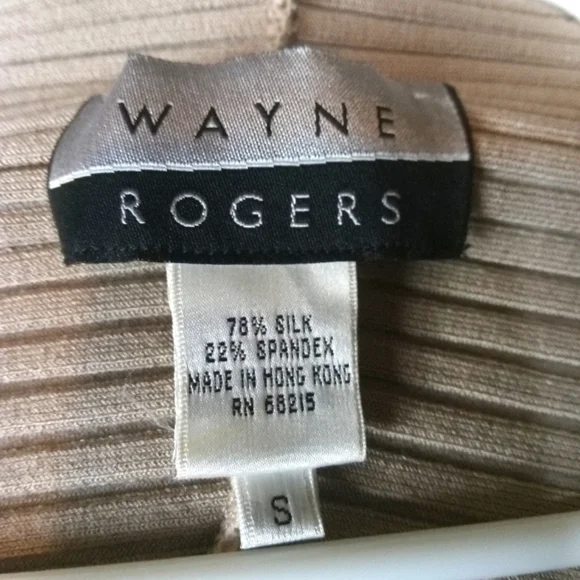 WAYNE
ROGERS
78% SILK
22% SPANDEX
MADE IN HONG KONG
RN 68215
S